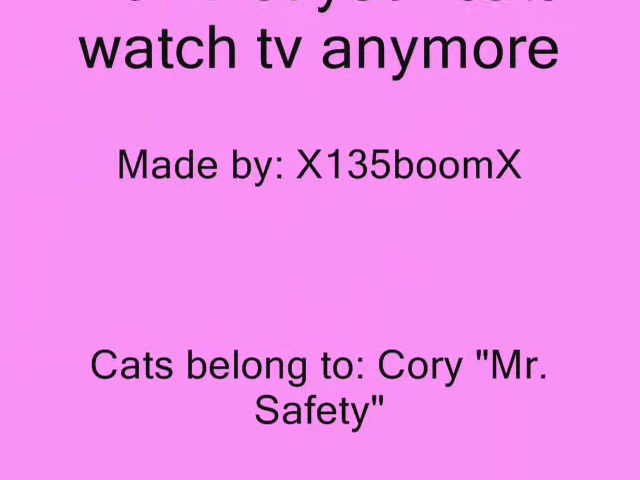 watch tv anymore
Made by: X135boomX
Cats belong to: Cory "Mr.
Safety"